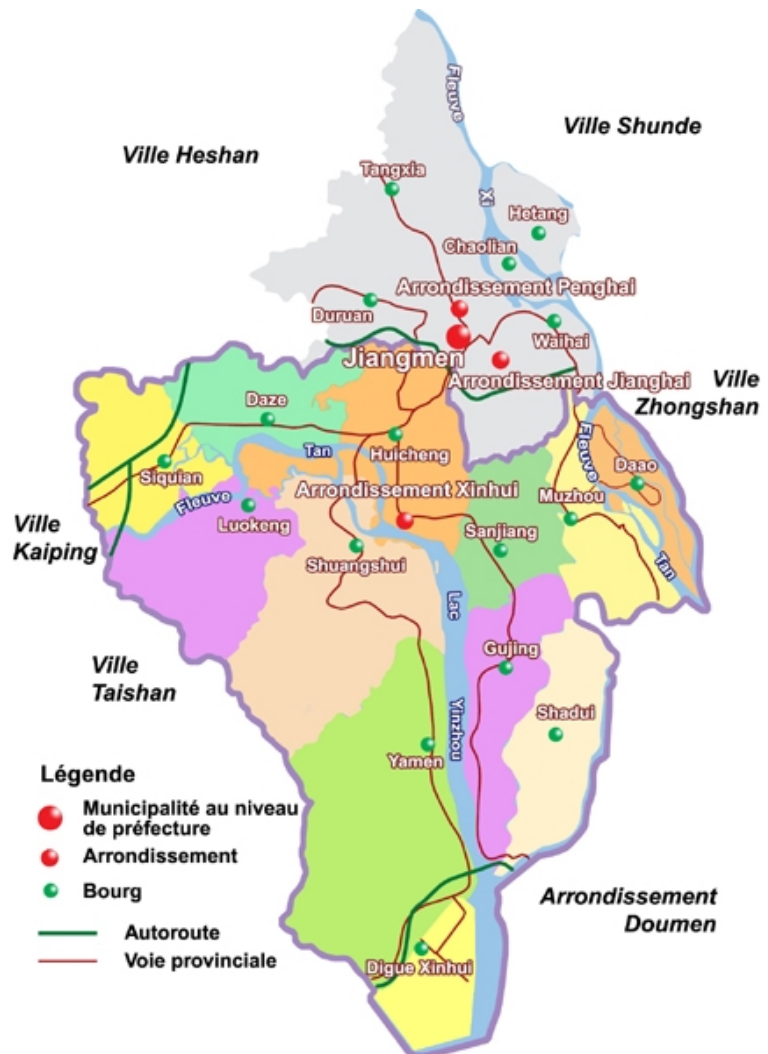 Fleuve
Ville Shunde
Ville Heshan
Tangxia
Xi
Hetang
Chaolian
Arrondissement Penghai
Duruan
Waihai
Jiangmen
Arrondissement Jianghai
Ville
Zhongshan
Daze
Huicheng
Tan
Fleuve
Daao
Siquian
Fleuve
Luokeng
Arrondissement Xinhui
Muzhou
Ville
Kaiping
Sanjiang
Shuangshui
Tan
Lac
Ville
Taishan
Gujing
Shadui
Yinzhou
Yamen
Légende
Municipalité au niveau
de préfecture
Arrondissement
Bourg
Autoroute
Voie provinciale
Arrondissement
Doumen
Digue Xinhui